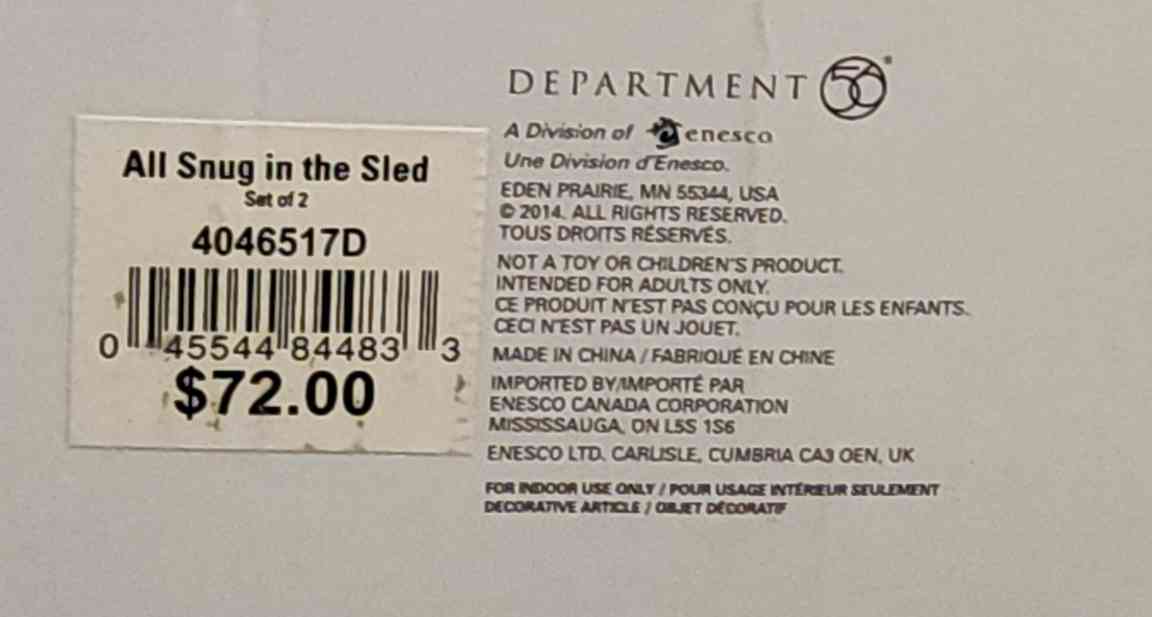 All Snug in the Sled
Set of 2
4046517D
0 45544 84483 3
$72.00
DEPARTMENT 56®
A Division of enesco
Une Division d'Enesco.
EDEN PRAIRIE, MN 55344, USA
© 2014. ALL RIGHTS RESERVED.
TOUS DROITS RÉSERVÉS.
NOT A TOY OR CHILDREN'S PRODUCT.
INTENDED FOR ADULTS ONLY.
CE PRODUIT N'EST PAS CONÇU POUR LES ENFANTS.
CECI N'EST PAS UN JOUET.
MADE IN CHINA / FABRIQUÉ EN CHINE
IMPORTED BY/IMPORTÉ PAR
ENESCO CANADA CORPORATION
MISSISSAUGA, ON L5S 1S6
ENESCO LTD. CARLISLE, CUMBRIA CA3 OEN, UK
FOR INDOOR USE ONLY / POUR USAGE INTÉRIEUR SEULEMENT
DECORATIVE ARTICLE / OBJET DÉCORATIF